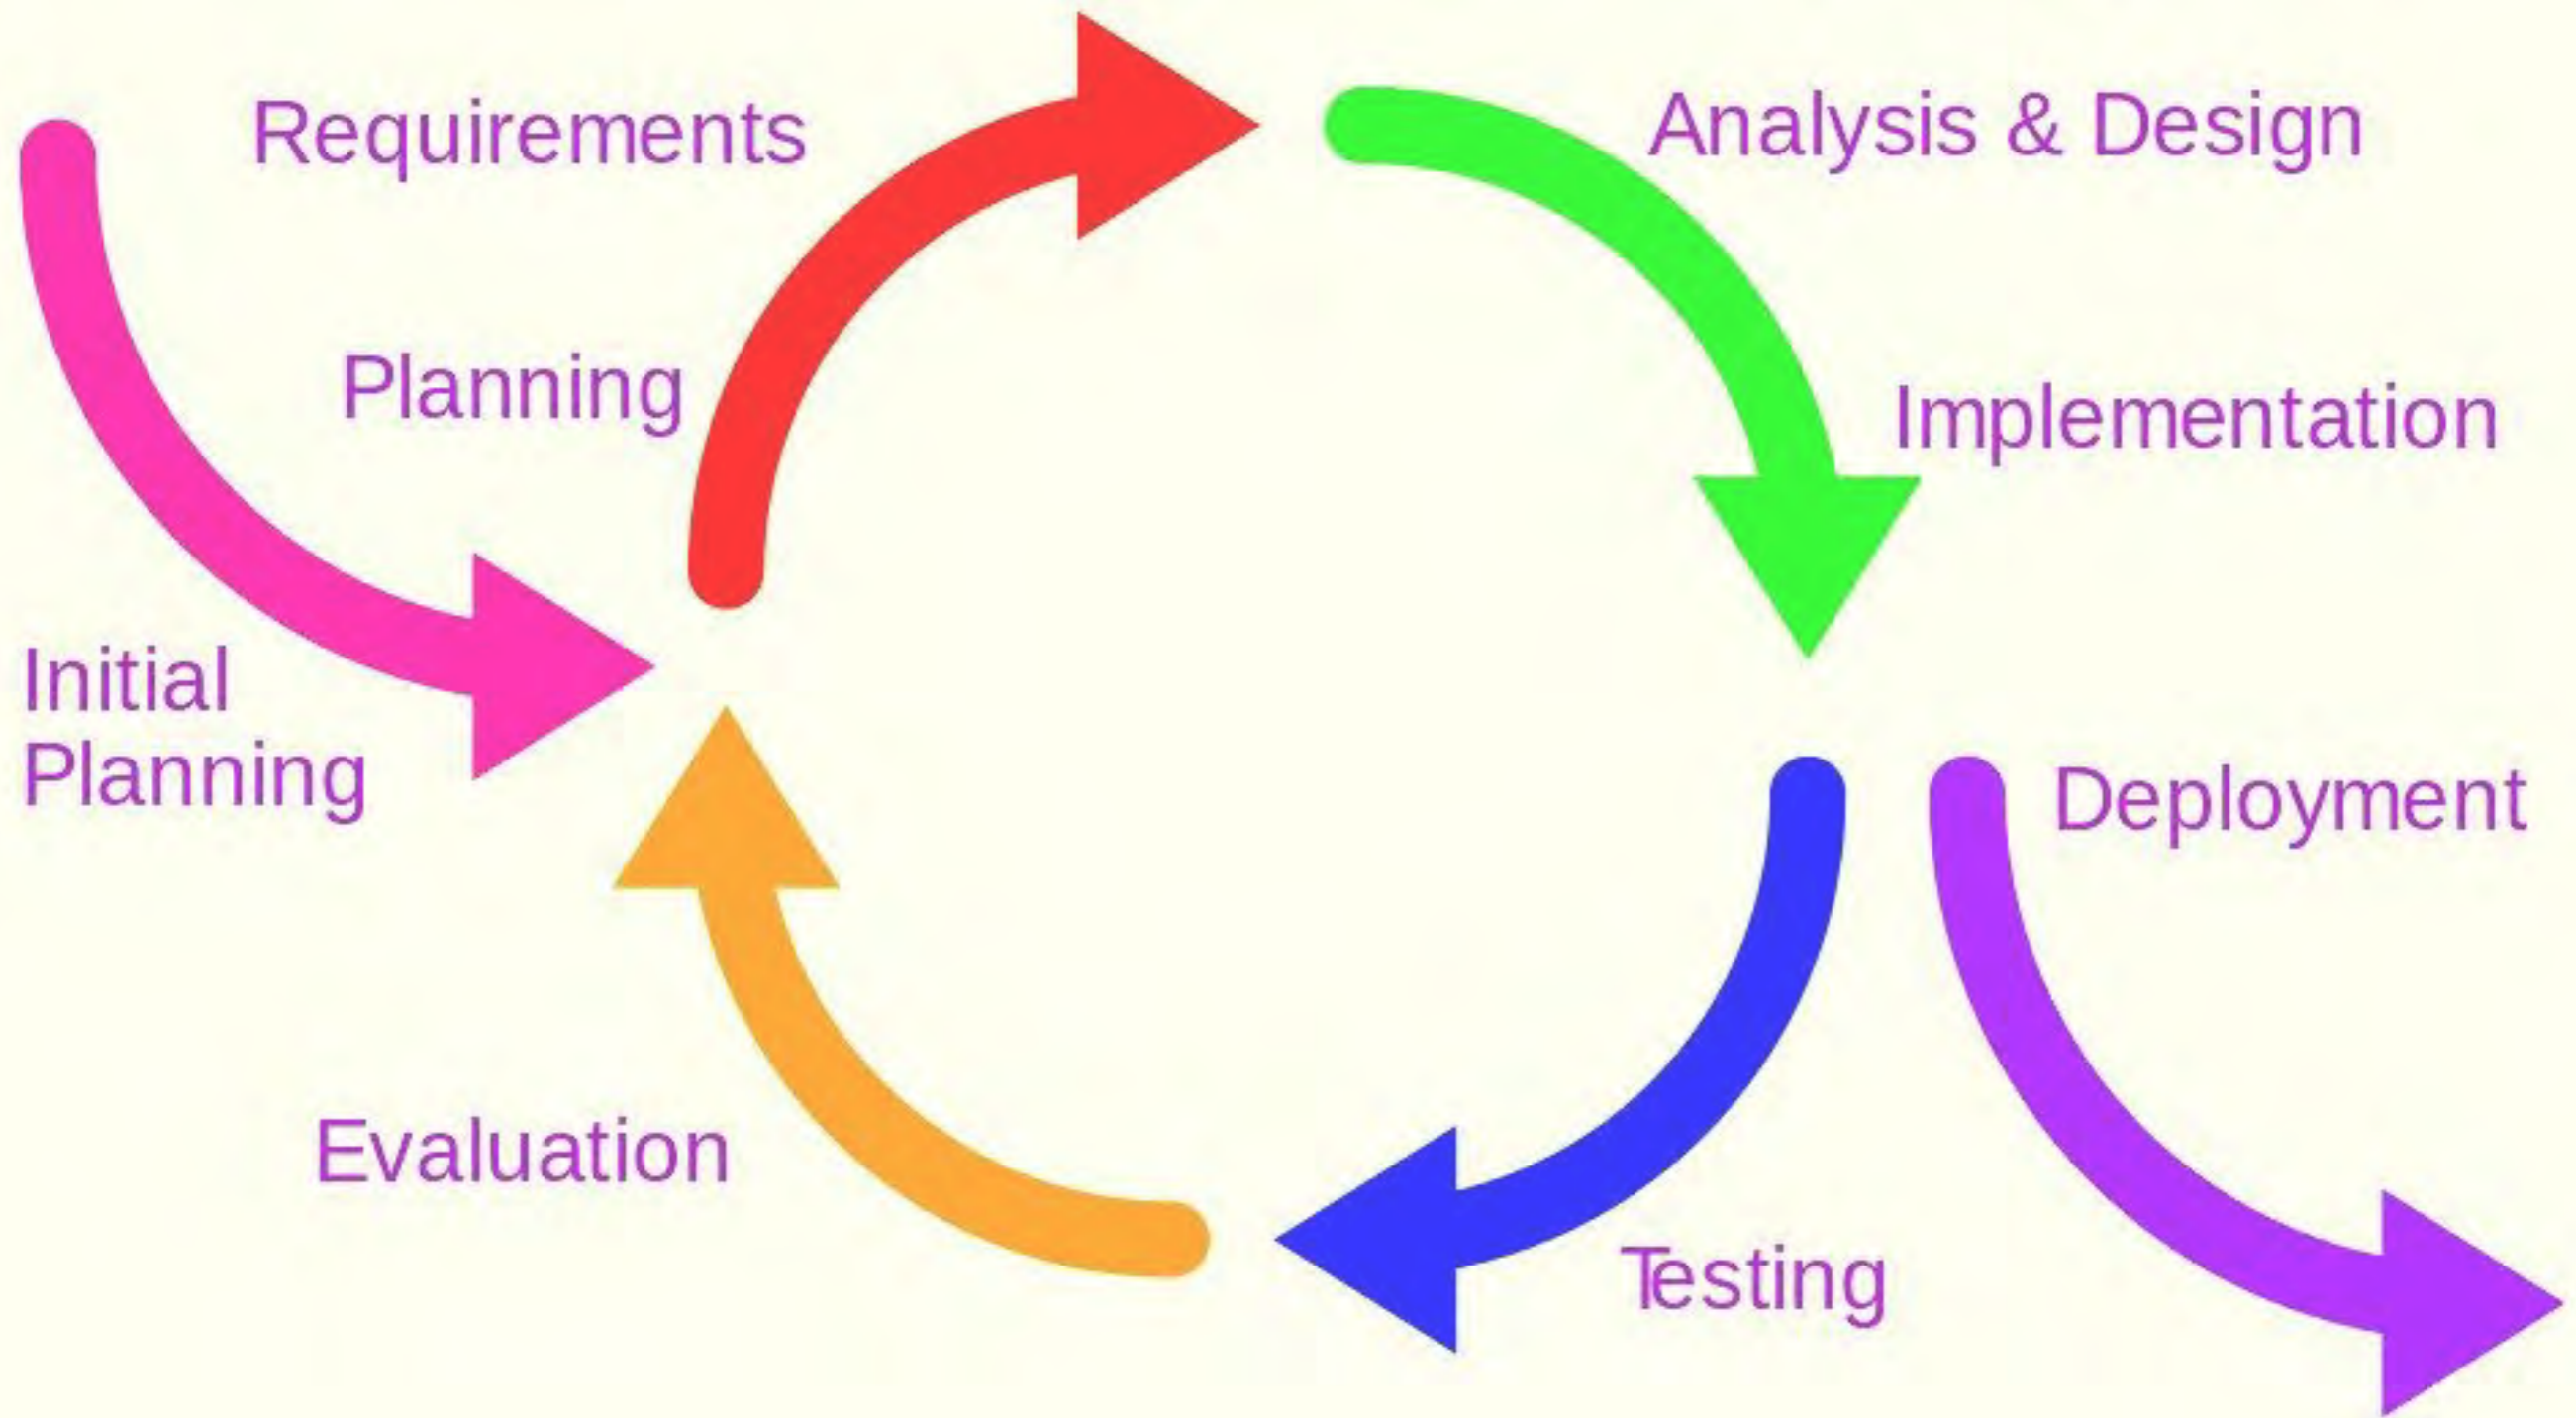 Requirements
Analysis & Design
Planning
Implementation
Initial
Planning
Deployment
Evaluation
Testing